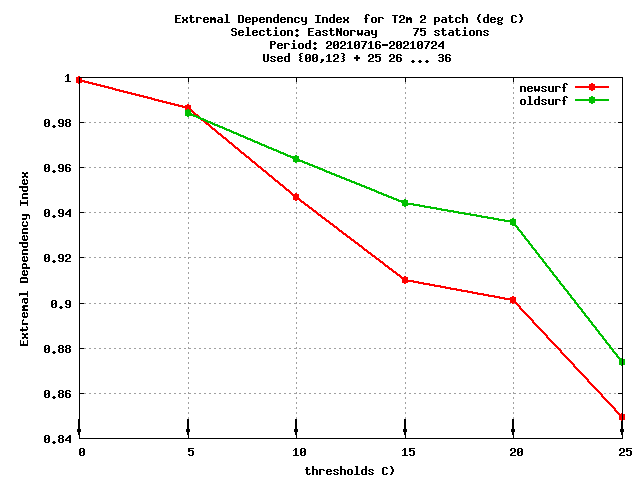 Extremal Dependency Index  for T2m 2 patch (deg C)
Selection: EastNorway     75 stations
Period: 20210716-20210724
Used {00,12} + 25 26 ... 36
newsurf
oldsurf
1
0.98
0.96
0.94
0.92
0.9
0.88
0.86
0.84
Extremal Dependency Index
0 5 10 15 20 25
thresholds C)